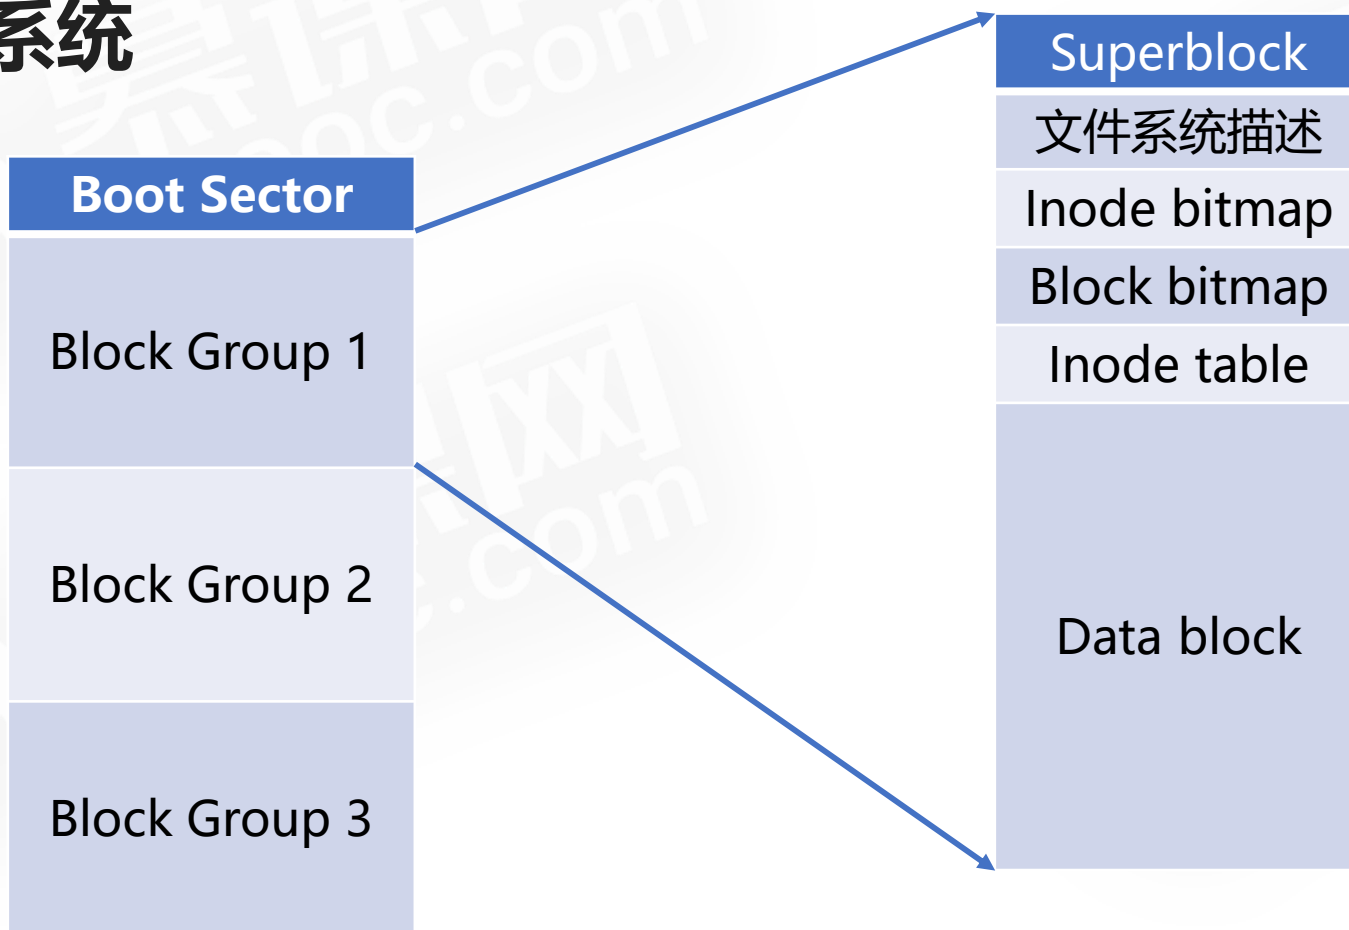 系统
Boot Sector
Block Group 1
Block Group 2
Block Group 3
Superblock
文件系统描述
Inode bitmap
Block bitmap
Inode table
Data block